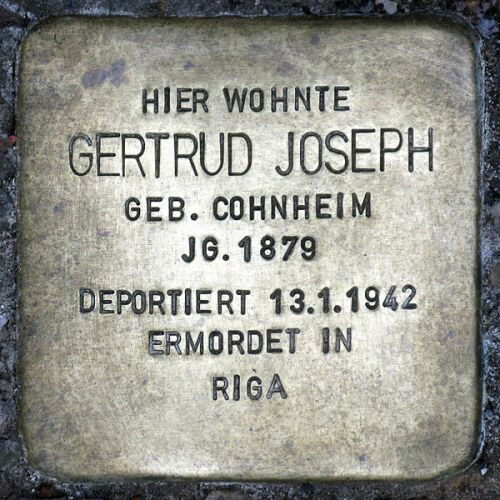 HIER WOHNTE
GERTRUD JOSEPH
GEB. COHNHEIM
JG. 1879
DEPORTIERT 13.1.1942
ERMORDET IN
RIGA